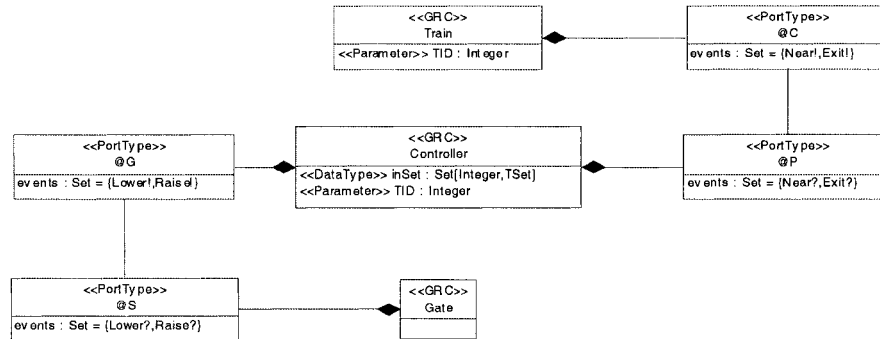 <<GRC>>
Train
<<Parameter>> TID : Integer
<<PortType>>
@C
events : Set = {Near!,Exit!}
<<PortType>>
@G
events : Set = {Lower!,Raise!}
<<GRC>>
Controller
<<DataType>> inSet : Set[Integer,TSet]
<<Parameter>> TID : Integer
<<PortType>>
@P
events : Set = {Near?,Exit?}
<<PortType>>
@S
events : Set = {Lower?,Raise?}
<<GRC>>
Gate